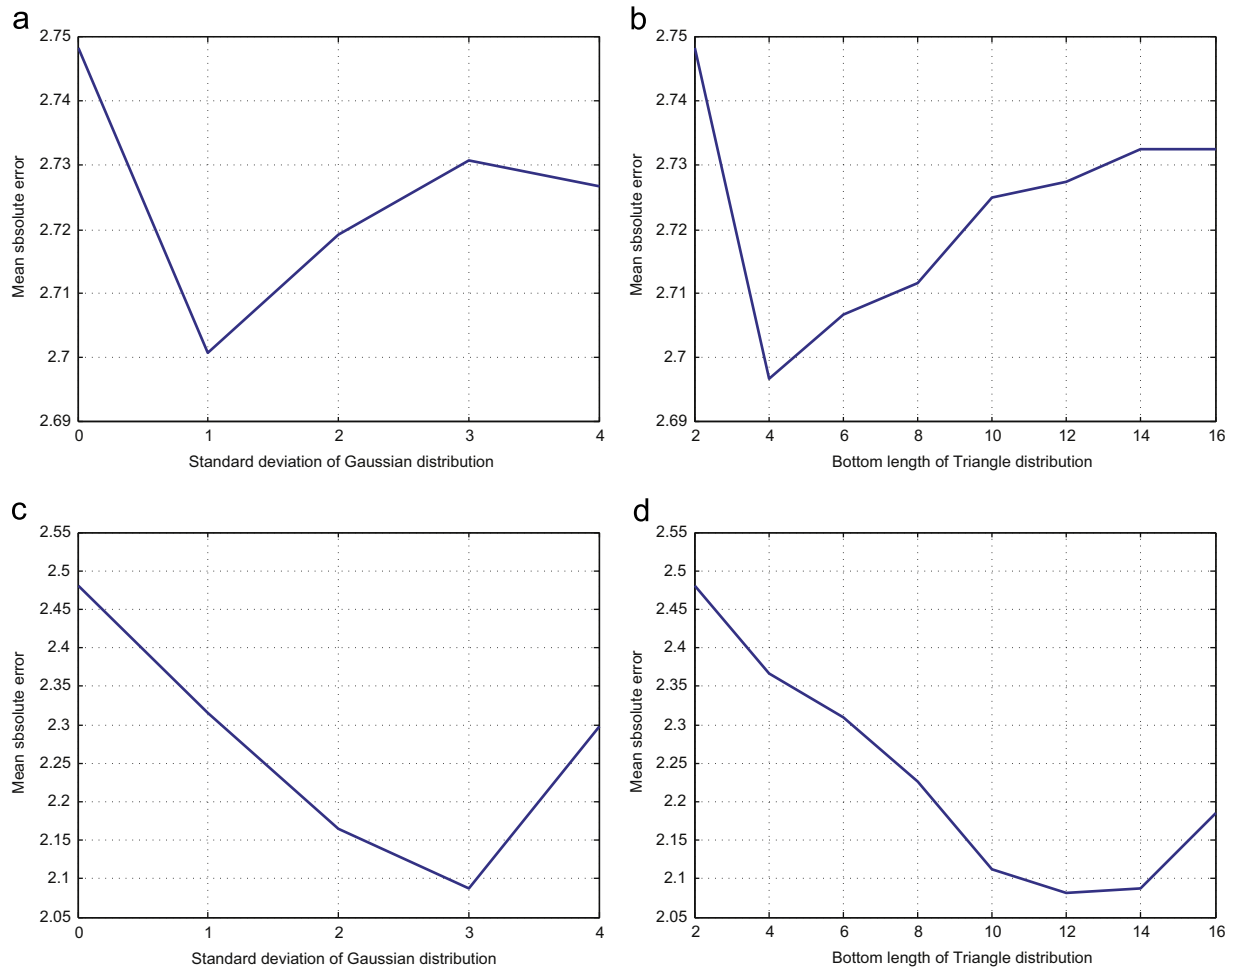 a
2.75
2.74
2.73
2.72
2.71
2.7
2.69
Mean sbsolute error
0 1 2 3 4
Standard deviation of Gaussian distribution
b
2.75
2.74
2.73
2.72
2.71
2.7
2.69
Mean sbsolute error
2 4 6 8 10 12 14 16
Bottom length of Triangle distribution
c
2.55
2.5
2.45
2.4
2.35
2.3
2.25
2.2
2.15
2.1
2.05
Mean sbsolute error
0 1 2 3 4
Standard deviation of Gaussian distribution
d
2.55
2.5
2.45
2.4
2.35
2.3
2.25
2.2
2.15
2.1
2.05
Mean sbsolute error
2 4 6 8 10 12 14 16
Bottom length of Triangle distribution